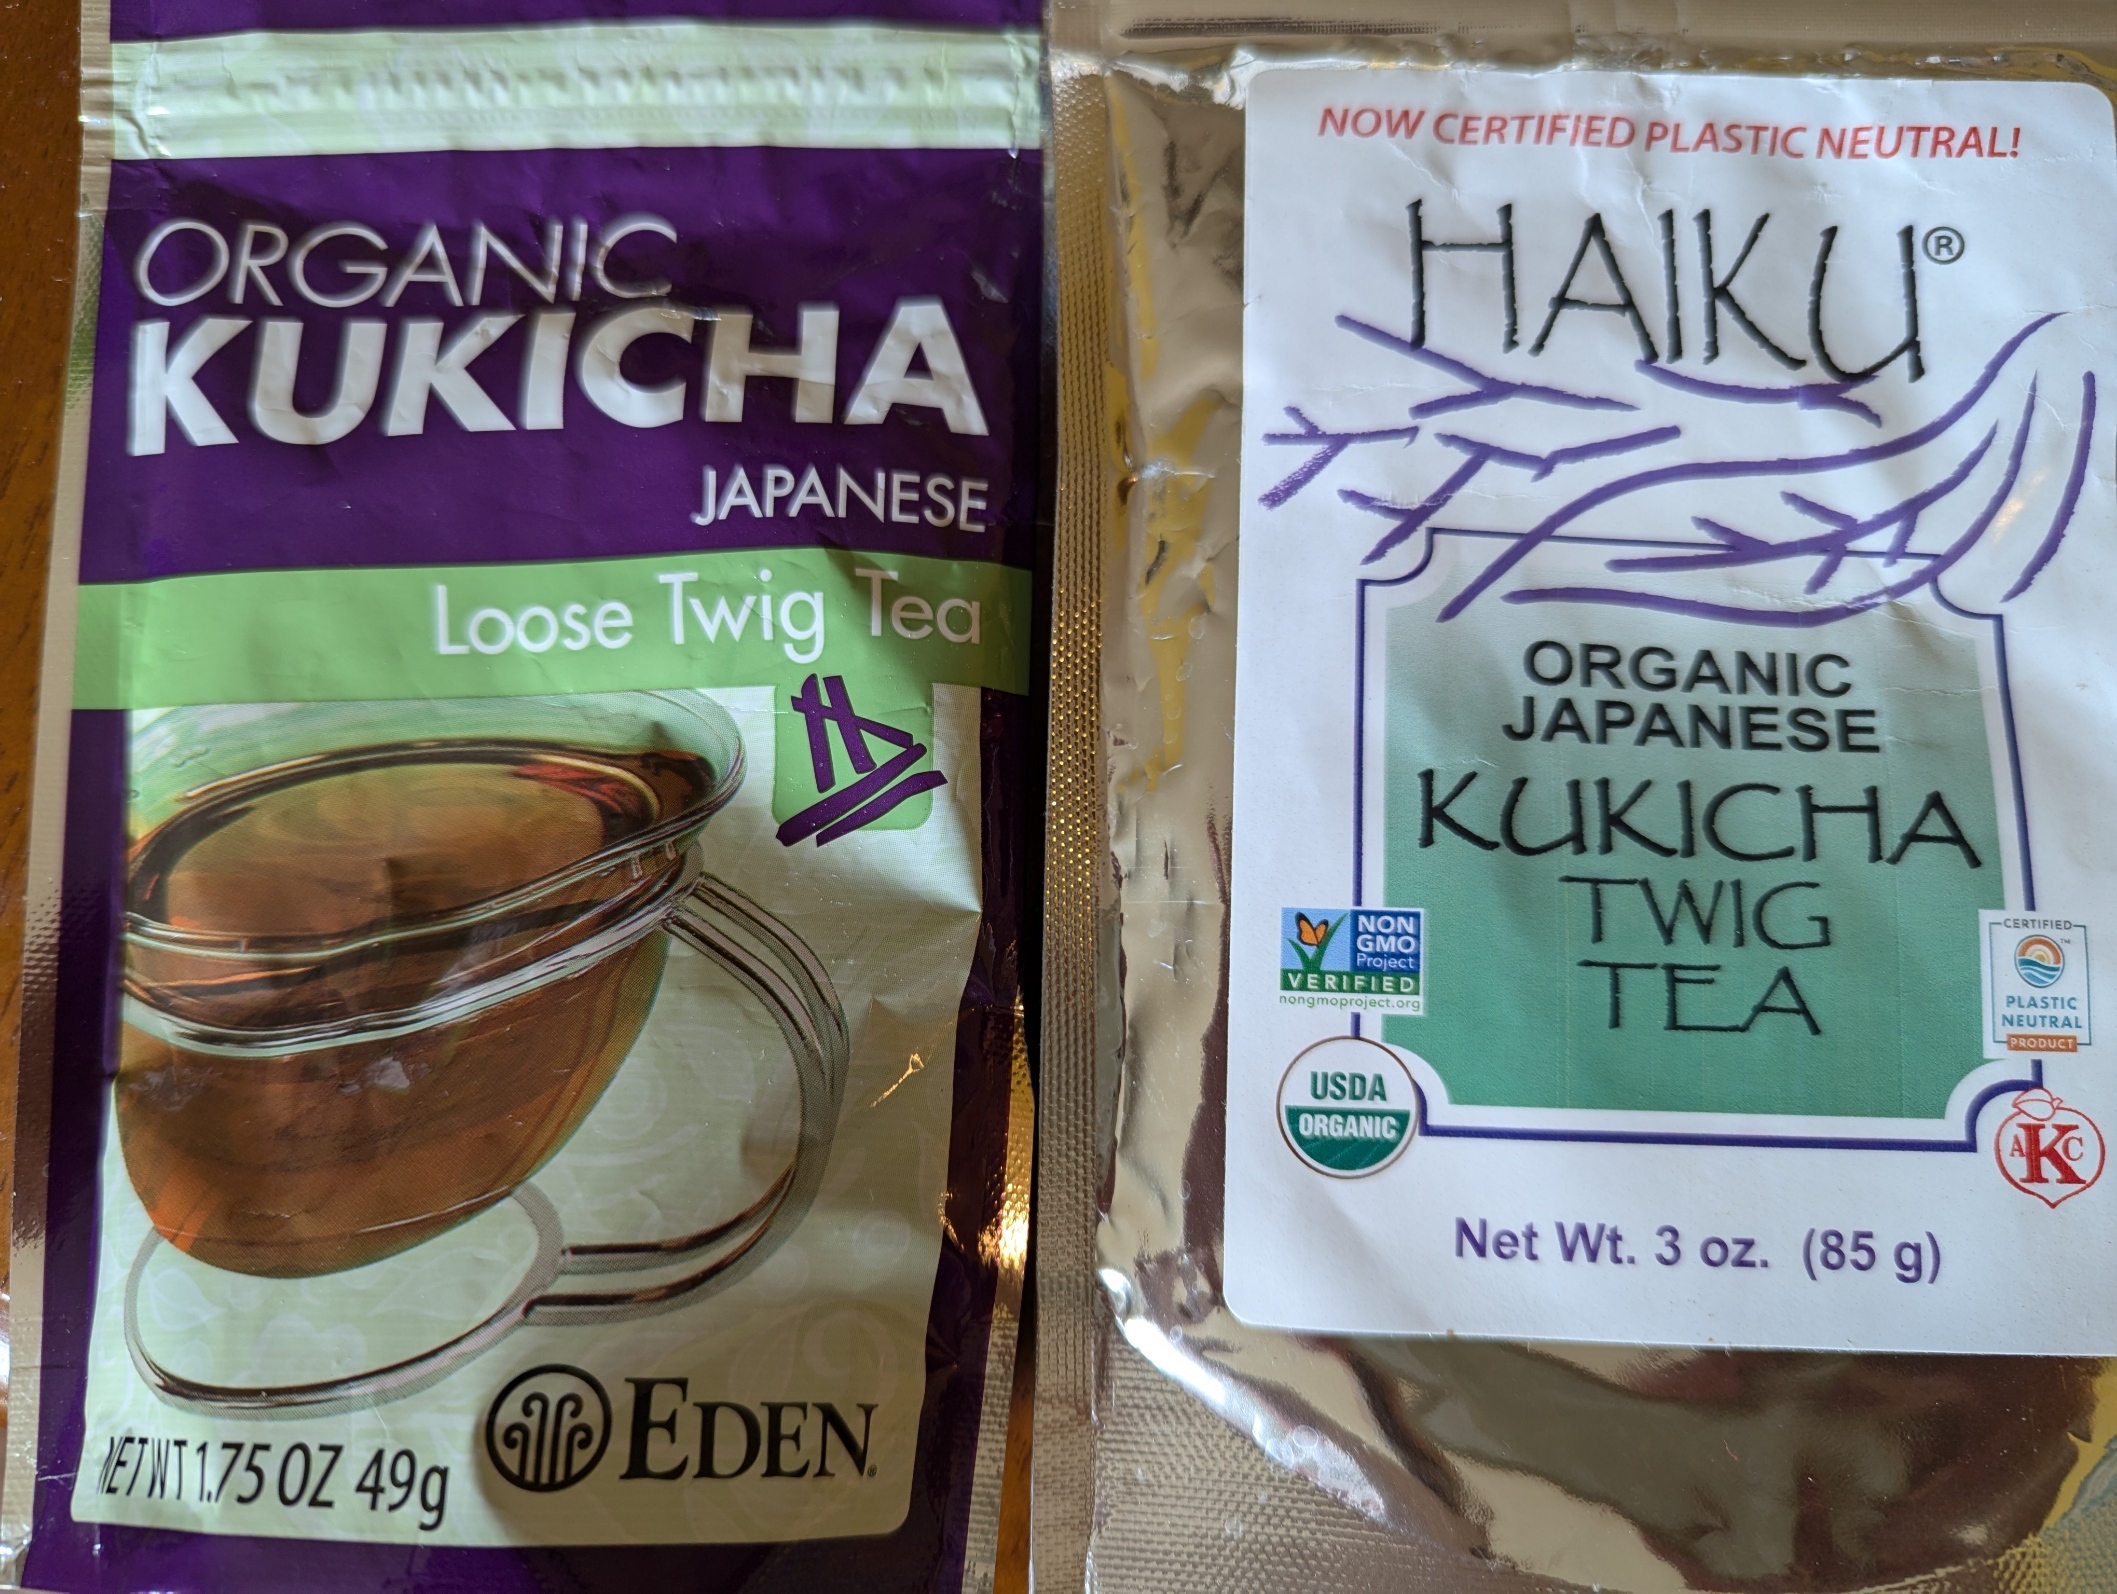 ORGANIC
KUKICHA
JAPANESE
Loose Twig Tea
EDEN®
NET WT 1.75 OZ 49g
NOW CERTIFIED PLASTIC NEUTRAL!
HAIKU®
ORGANIC
JAPANESE
KUKICHA
TWIG
TEA
NON
GMO
Project
VERIFIED
nongmoproject.org
CERTIFIED
™
PLASTIC
NEUTRAL
PRODUCT
USDA
ORGANIC
AKC
Net Wt. 3 oz. (85 g)